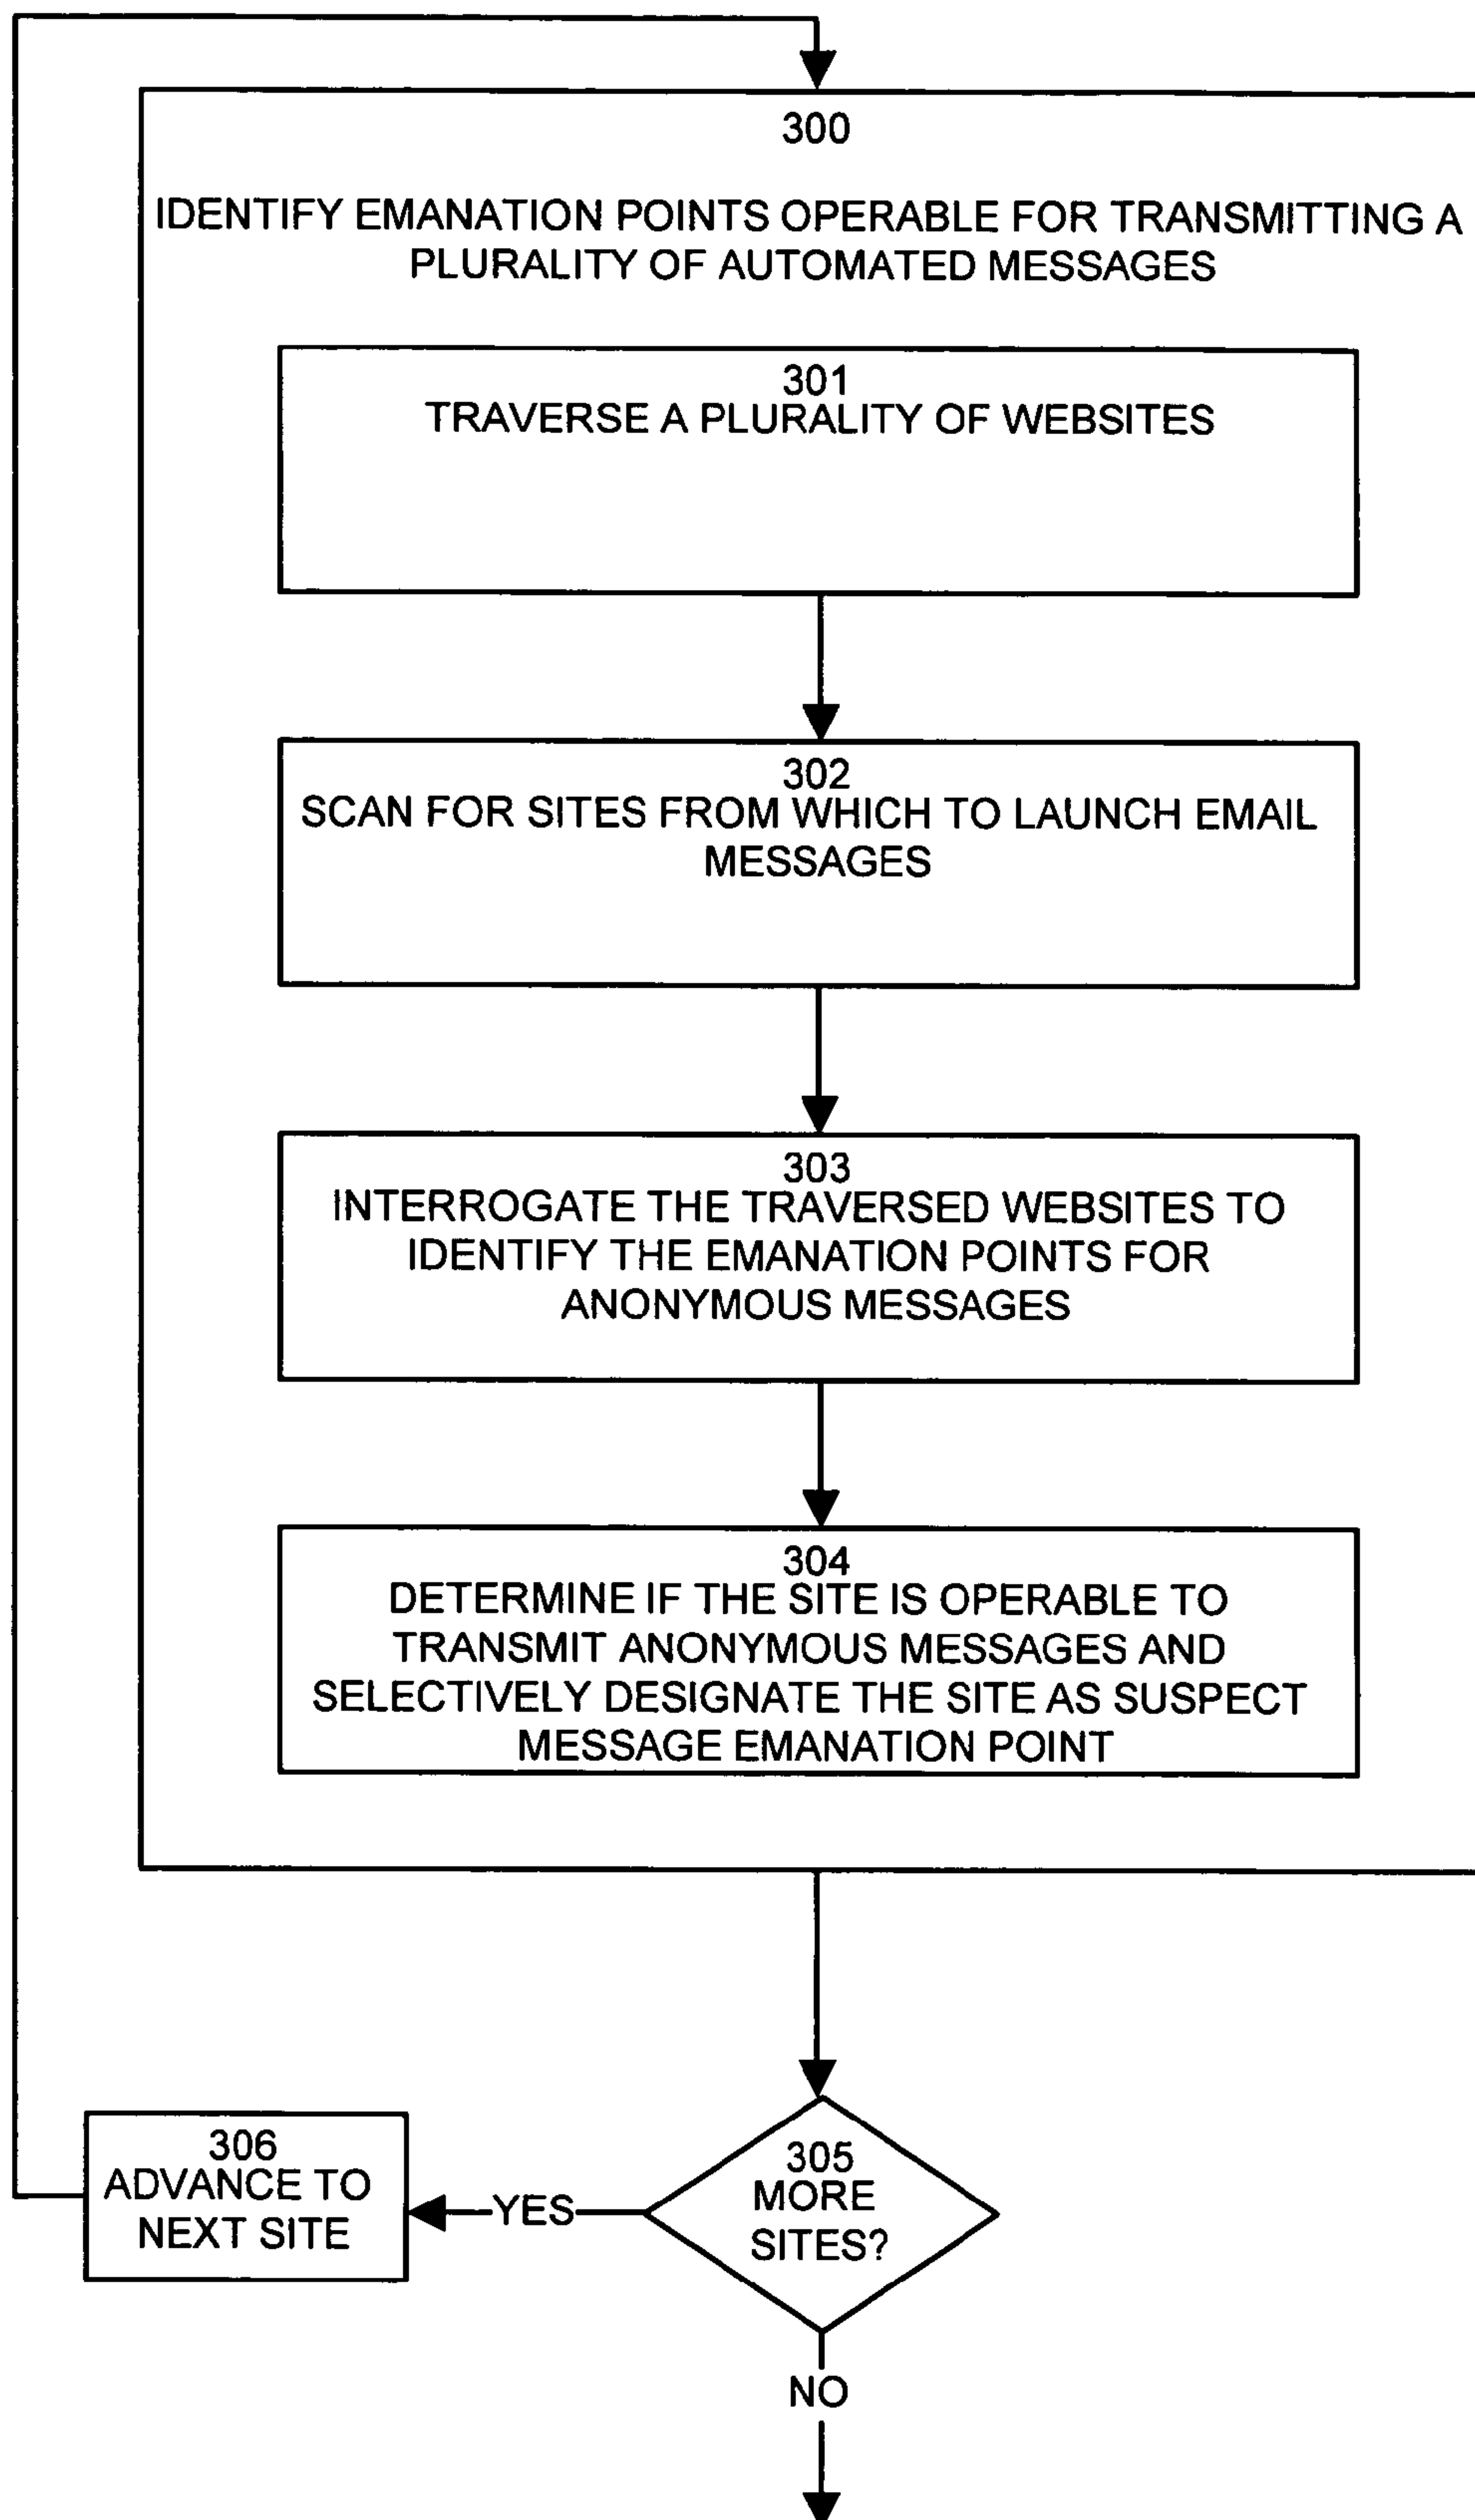 300
IDENTIFY EMANATION POINTS OPERABLE FOR TRANSMITTING A
PLURALITY OF AUTOMATED MESSAGES
301
TRAVERSE A PLURALITY OF WEBSITES
302
SCAN FOR SITES FROM WHICH TO LAUNCH EMAIL
MESSAGES
303
INTERROGATE THE TRAVERSED WEBSITES TO
IDENTIFY THE EMANATION POINTS FOR
ANONYMOUS MESSAGES
304
DETERMINE IF THE SITE IS OPERABLE TO
TRANSMIT ANONYMOUS MESSAGES AND
SELECTIVELY DESIGNATE THE SITE AS SUSPECT
MESSAGE EMANATION POINT
305
MORE
SITES?
YES
306
ADVANCE TO
NEXT SITE
NO